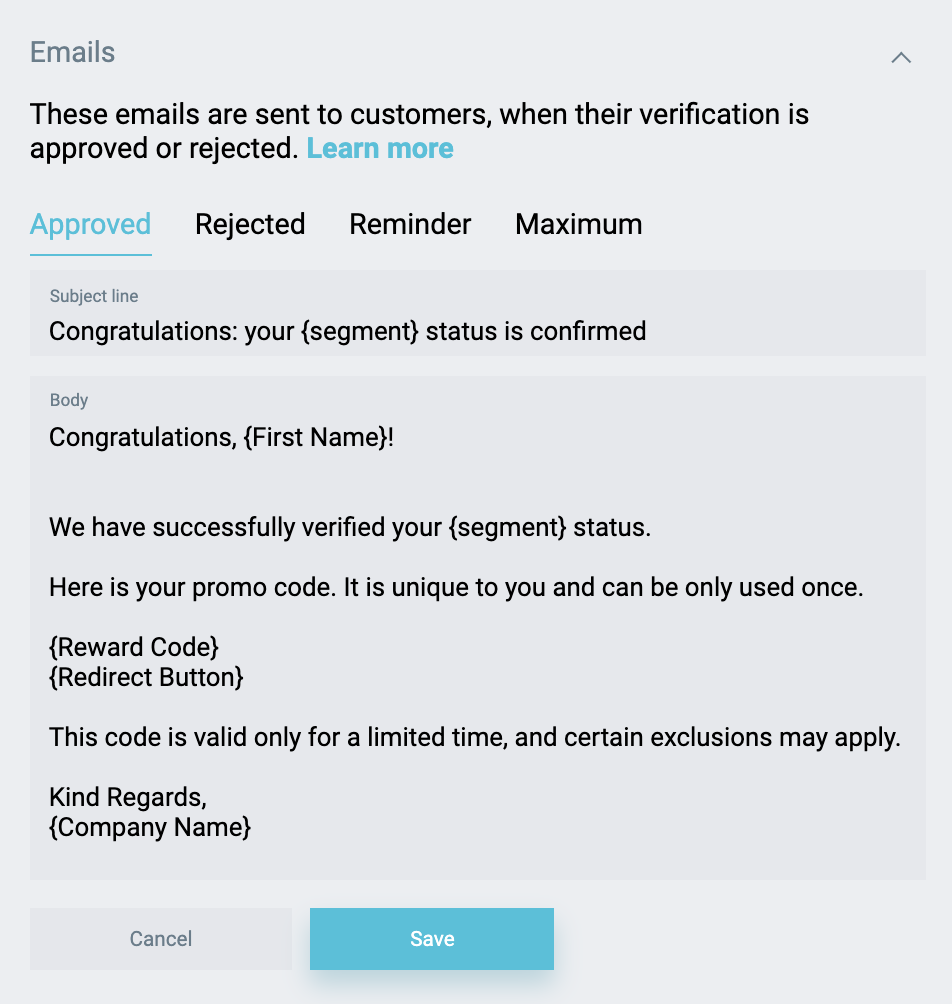 Emails
These emails are sent to customers, when their verification is
approved or rejected. Learn more
Approved Rejected Reminder Maximum
Subject line
Congratulations: your {segment} status is confirmed
Body
Congratulations, {First Name}!
We have successfully verified your {segment} status.
Here is your promo code. It is unique to you and can be only used once.
{Reward Code}
{Redirect Button}
This code is valid only for a limited time, and certain exclusions may apply.
Kind Regards,
{Company Name}
Cancel Save